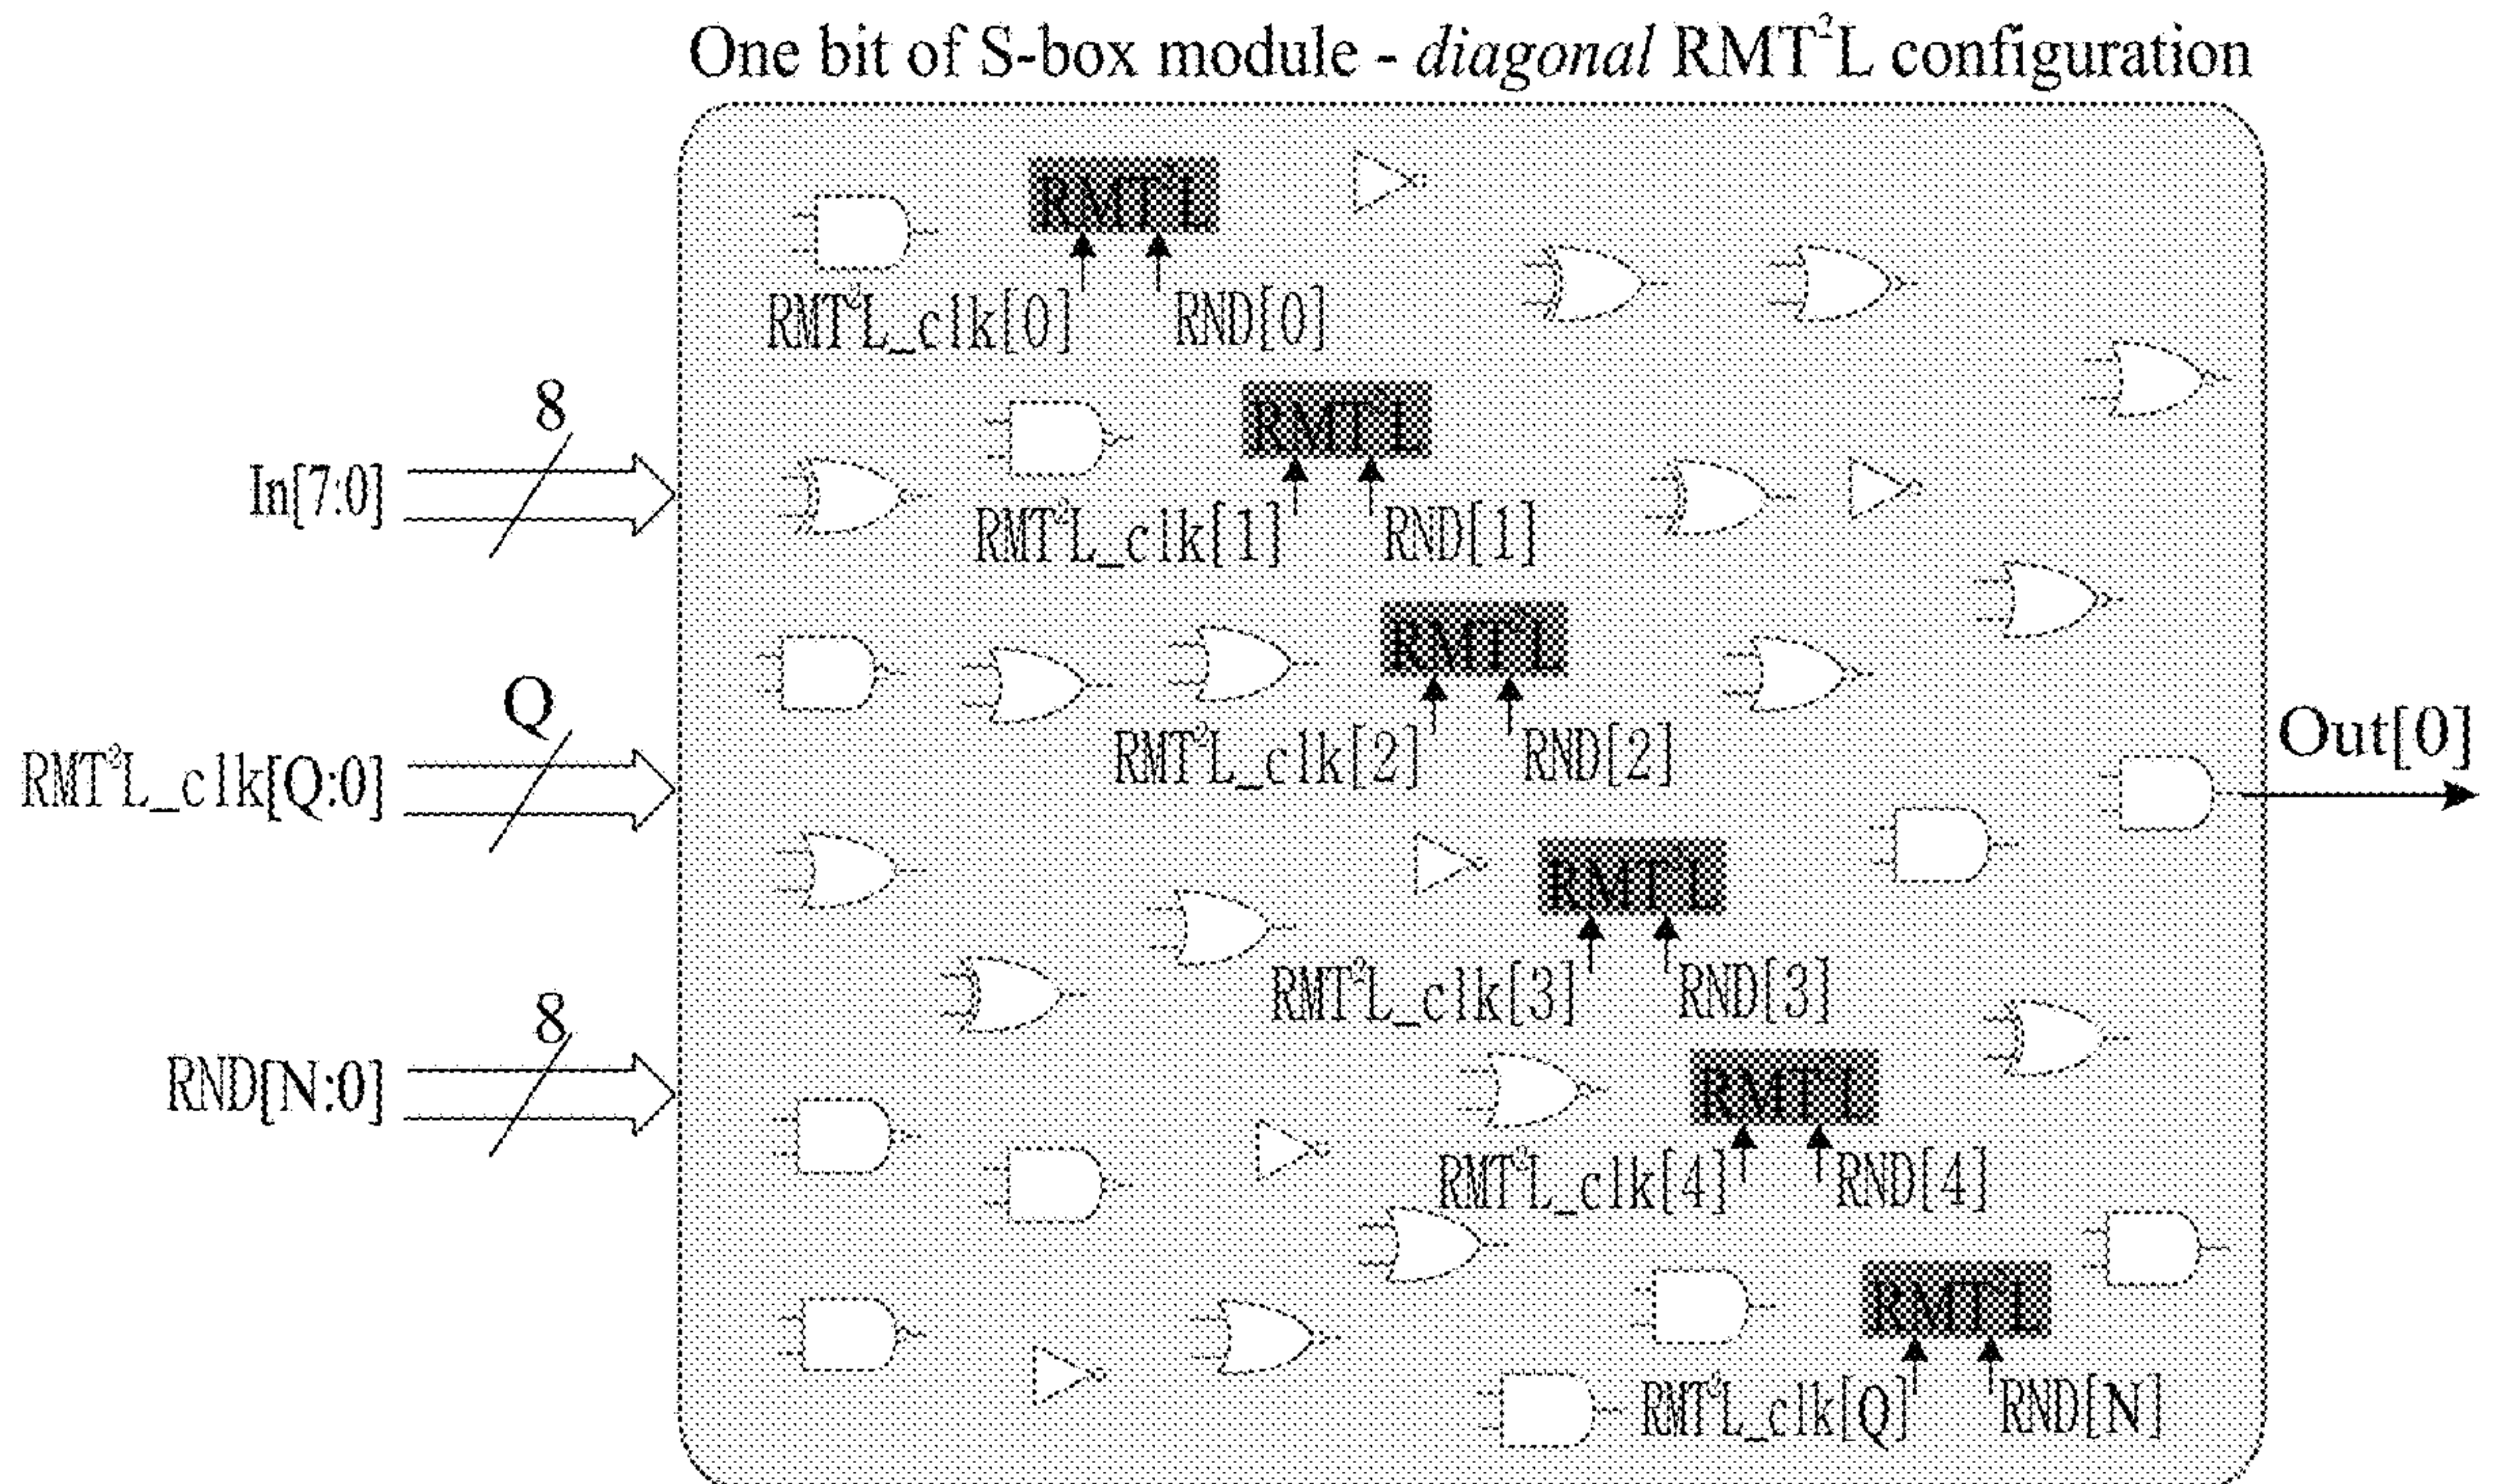 One bit of S-box module - diagonal RMT²L configuration
RMT²L
RMT²L_clk[0] RND[0]
8
In[7:0]
RMT²L
RMT²L_clk[1] RND[1]
RMT²L
Q
RMT²L_clk[Q:0]
RMT²L_clk[2] RND[2]
Out[0]
RMT²L
RMT²L_clk[3] RND[3]
8
RND[N:0]
RMT²L
RMT²L_clk[4] RND[4]
RMT²L
RMT²L_clk[Q] RND[N]